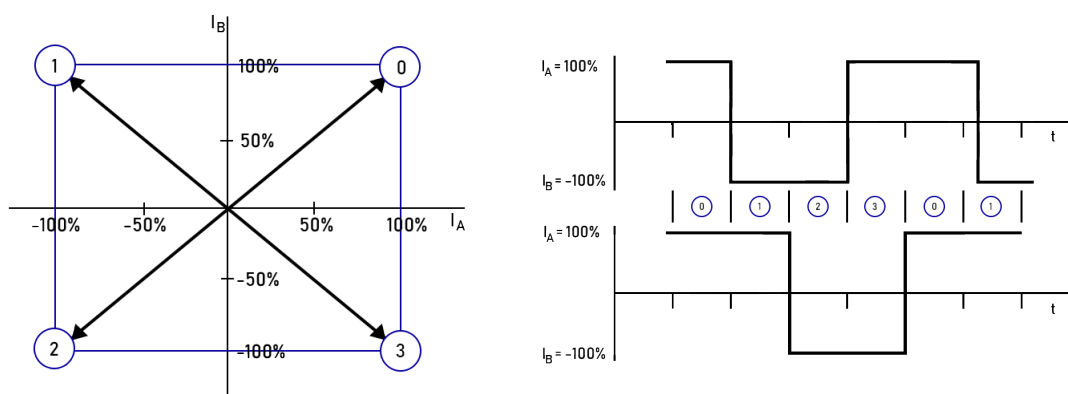 I_B
1
100%
0
50%
-100%
-50%
50%
100%
I_A
-50%
2
-100%
3
I_A = 100%
t
I_B = -100%
0
1
2
3
0
1
I_A = 100%
t
I_B = -100%